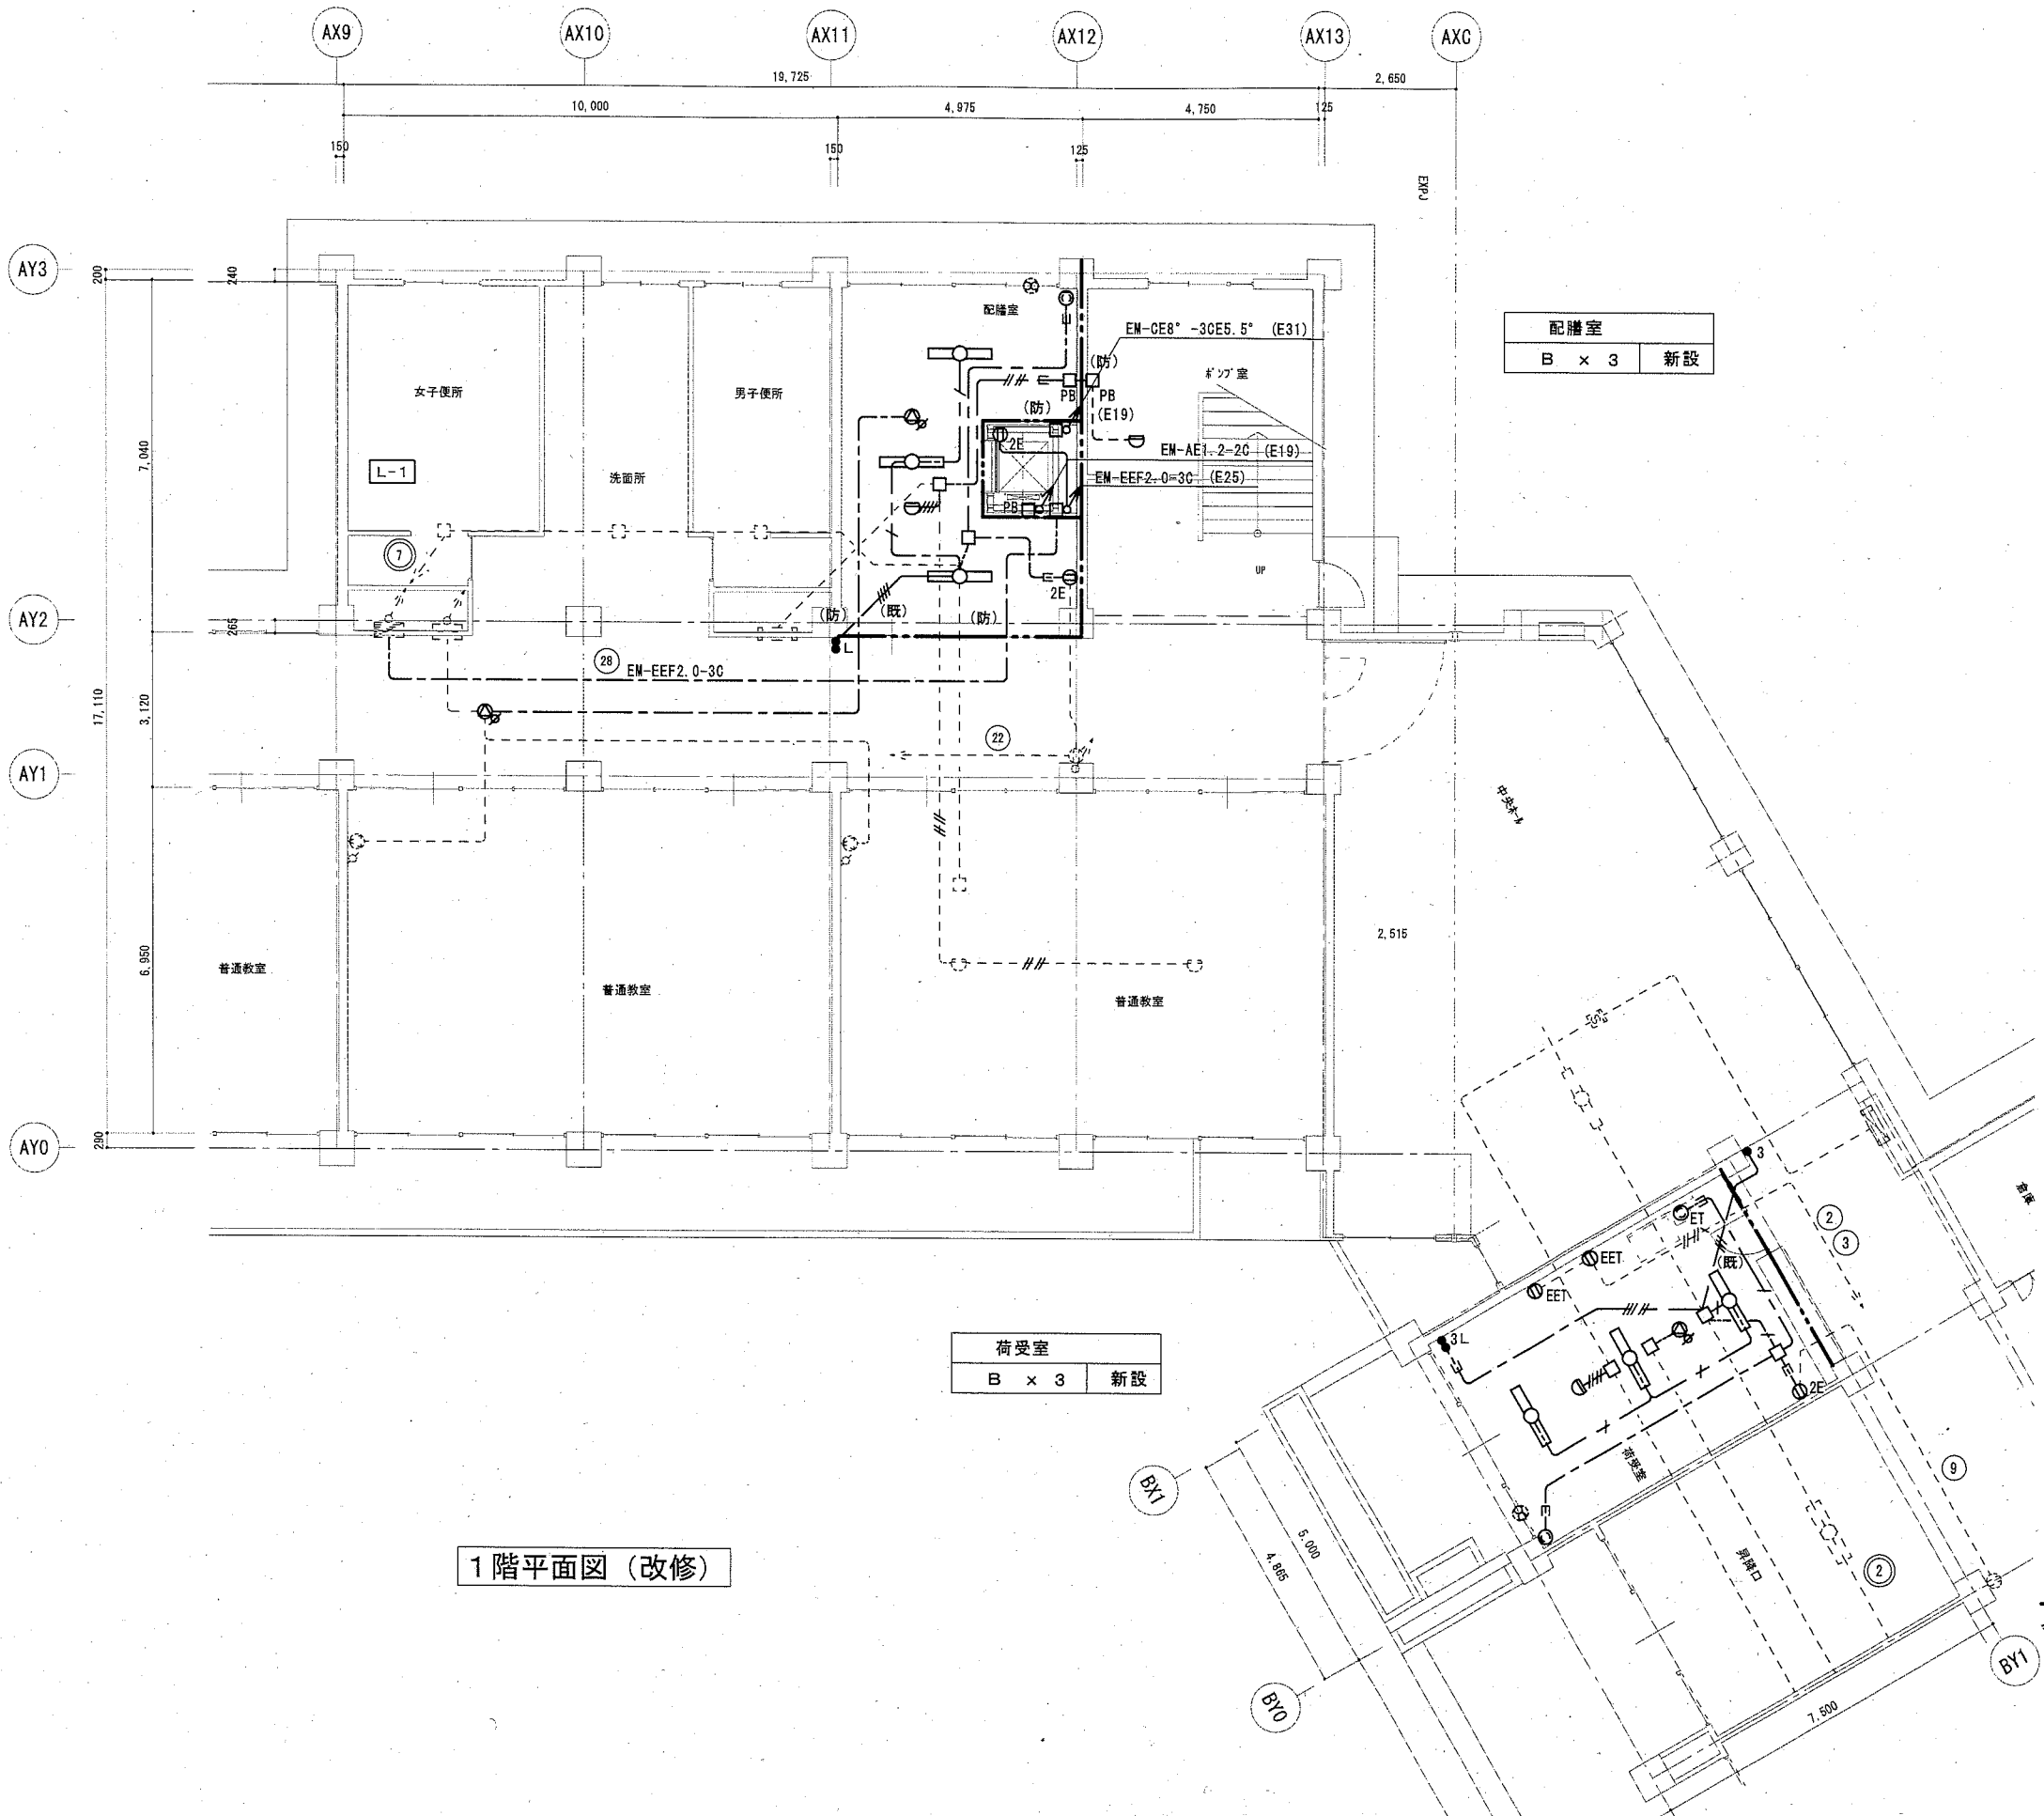 AX9
AX10
AX11
AX12
AX13
AXC
19,725
2,650
10,000
4,975
4,750
125
150
150
125
EXPJ
AY3
200
240
配膳室
EM-CE8° -3CE5.5° (E31)
配膳室
B × 3 新設
(防)
ポンプ室
女子便所
男子便所
PB
PB
(防)
(E19)
2E
7,040
L-1
洗面所
EM-AE1.2-2C (E19)
EM-EEF2.0-3C (E25)
PB
7
UP
2E
AY2
265
(防)
(既)
(防)
L
28
EM-EEF2.0-3C
17,110
3,120
22
AY1
中央ホール
2,515
6,950
普通教室
普通教室
普通教室
AY0
290
3
倉庫
ET
2
3
EET
(既)
EET
荷受室
B × 3 新設
3L
2E
荷受室
9
BX1
5,000
4,865
昇降口
2
1階平面図（改修）
BY1
BY0
7,500